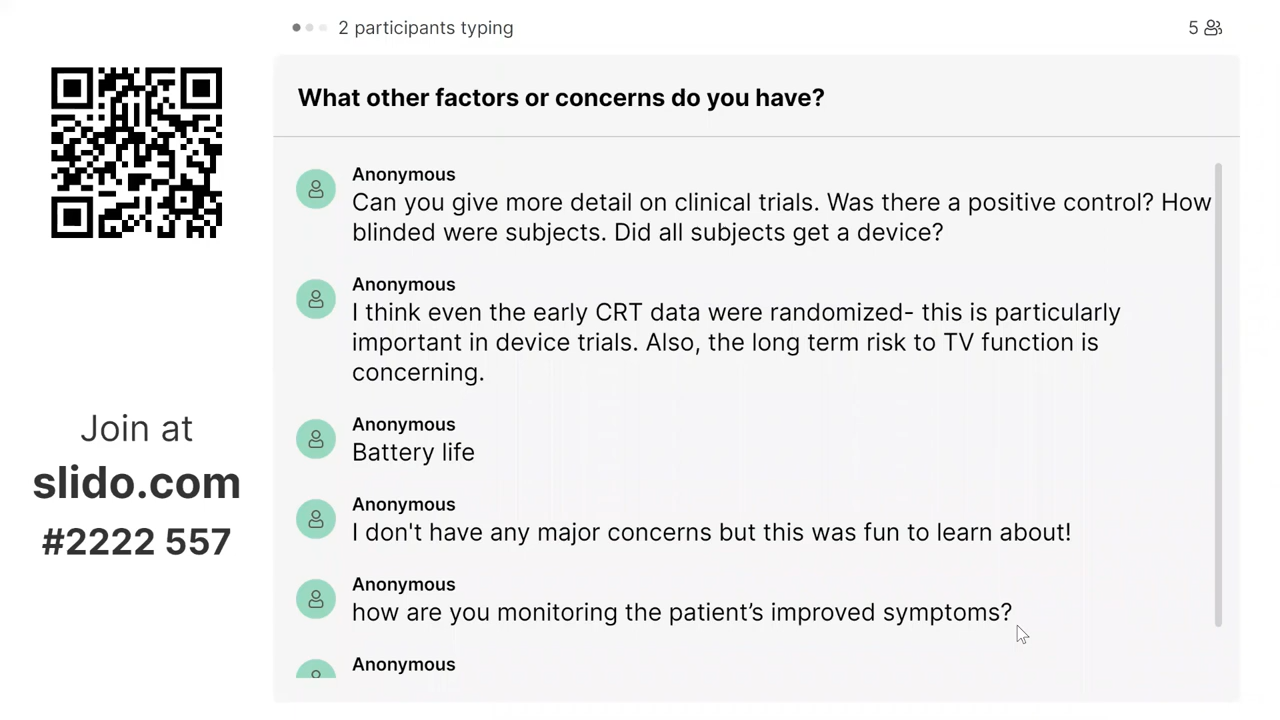 2 participants typing
5
What other factors or concerns do you have?
Anonymous
Can you give more detail on clinical trials. Was there a positive control? How
blinded were subjects. Did all subjects get a device?
Anonymous
I think even the early CRT data were randomized- this is particularly
important in device trials. Also, the long term risk to TV function is
concerning.
Anonymous
Battery life
Anonymous
I don't have any major concerns but this was fun to learn about!
Anonymous
how are you monitoring the patient’s improved symptoms?
Anonymous
Join at
slido.com
#2222 557